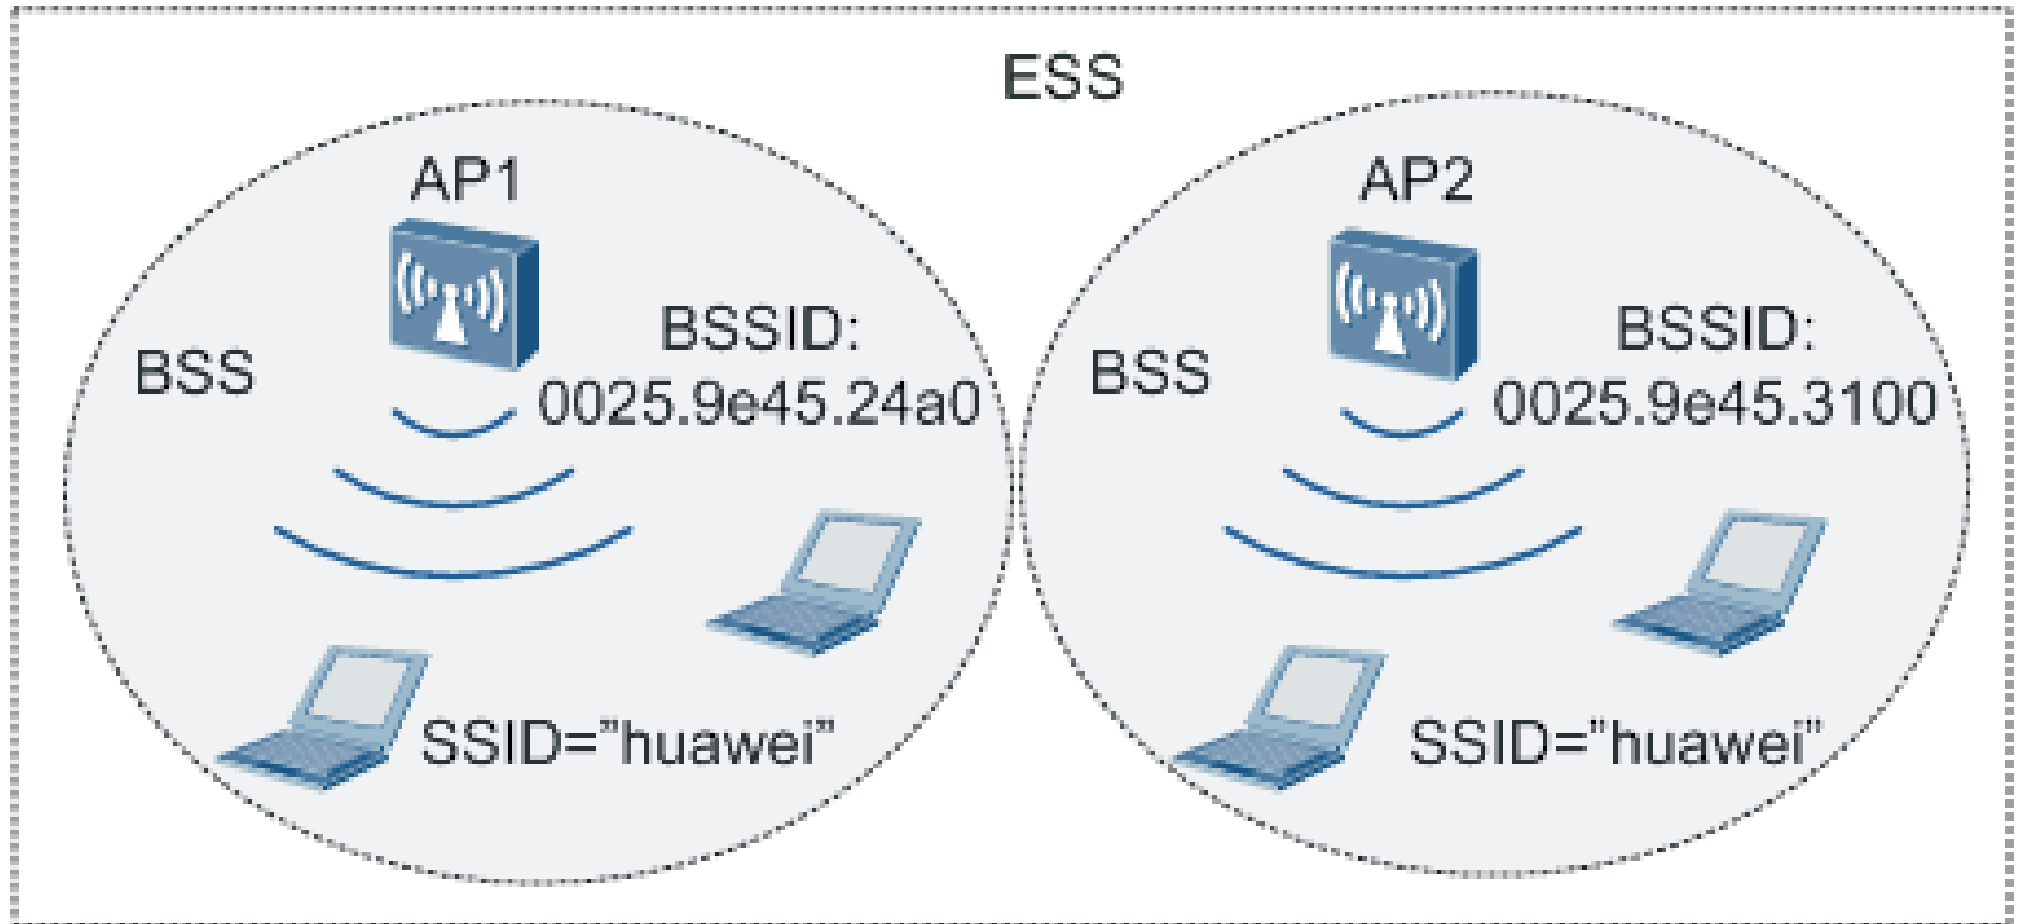 ESS
AP1
BSSID:
0025.9e45.24a0
BSS
SSID=”huawei”
AP2
BSSID:
0025.9e45.3100
BSS
SSID=”huawei”